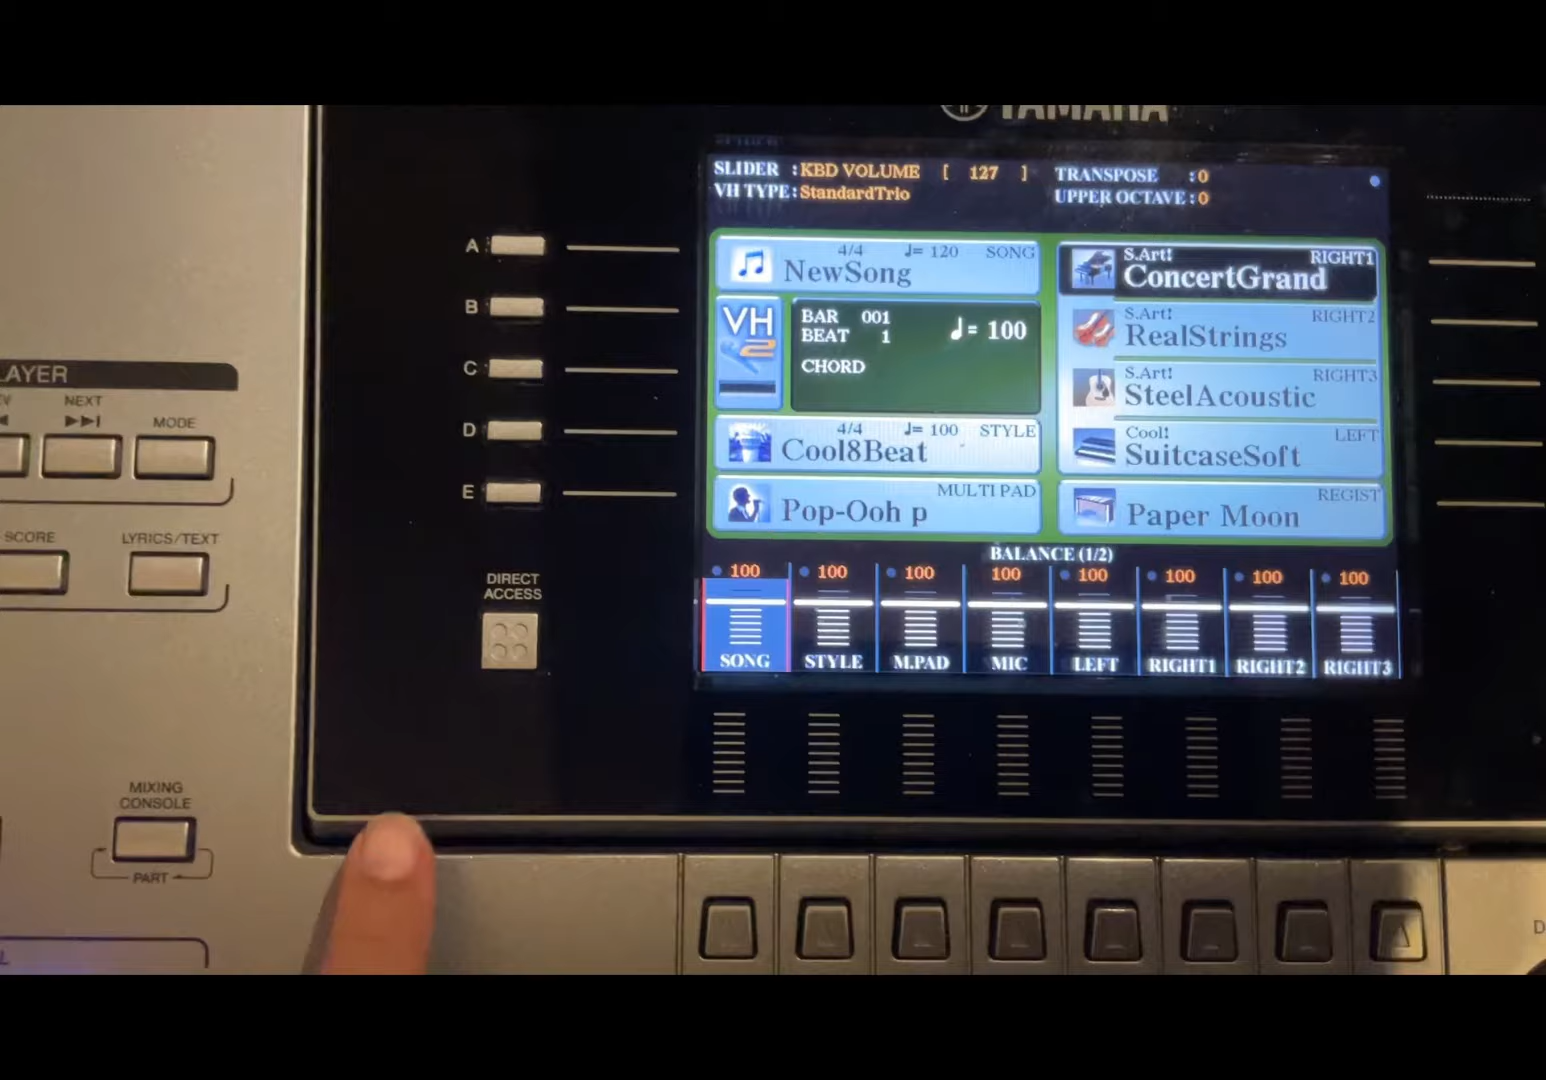 YAMAHA
SLIDER :KBD VOLUME [ 127 ] TRANSPOSE :0
VH TYPE:StandardTrio UPPER OCTAVE:0
A
B
C
D
E
4/4 ♩= 120 SONG
NewSong
VH
2
BAR 001
BEAT 1
♩= 100
CHORD
4/4 ♩= 100 STYLE
Cool8Beat
MULTI PAD
Pop-Ooh p
S.Art! RIGHT1
ConcertGrand
S.Art! RIGHT2
RealStrings
S.Art! RIGHT3
SteelAcoustic
Cool! LEFT
SuitcaseSoft
REGIST
Paper Moon
BALANCE (1/2)
100 100 100 100 100 100 100 100
SONG STYLE M.PAD MIC LEFT RIGHT1 RIGHT2 RIGHT3
NEXT
MODE
SCORE
LYRICS/TEXT
DIRECT
ACCESS
MIXING
CONSOLE
PART